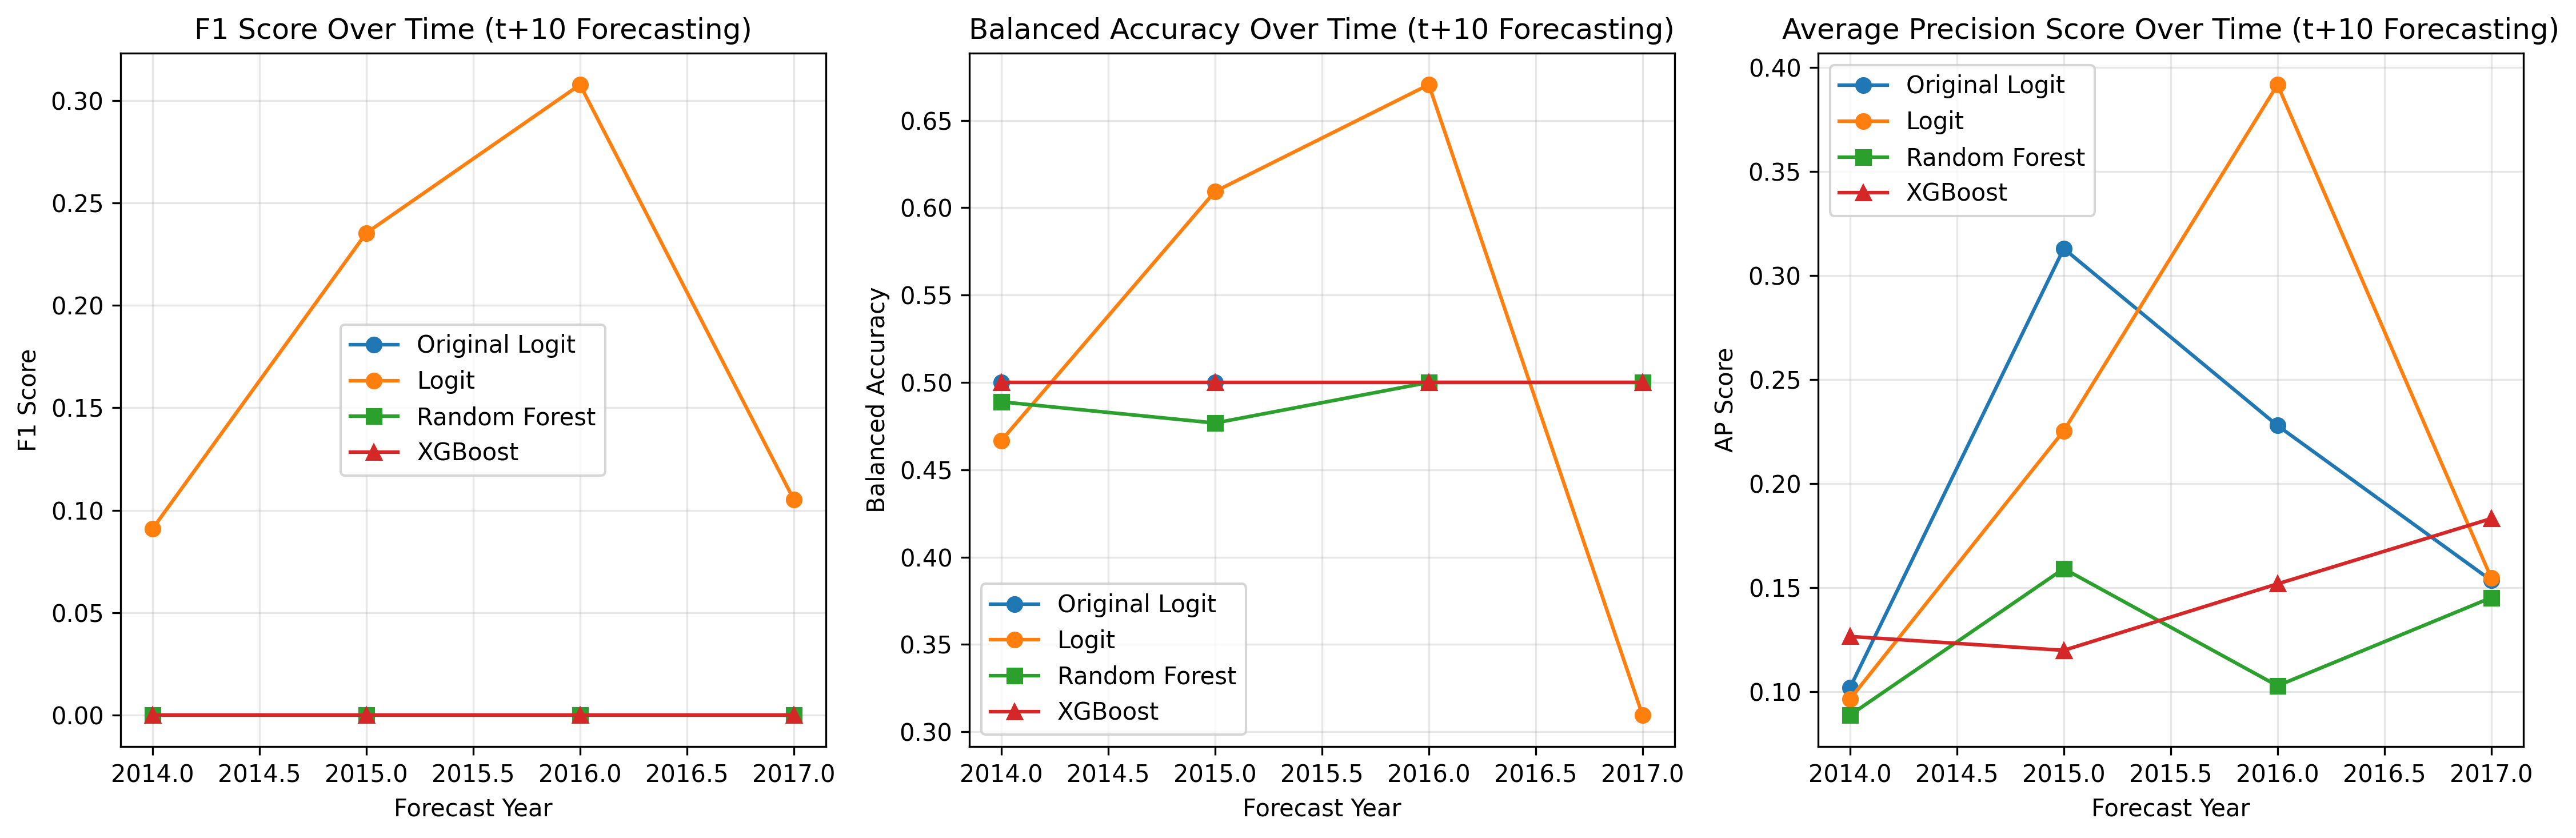 F1 Score Over Time (t+10 Forecasting)
0.30
0.25
0.20
0.15
0.10
0.05
0.00
F1 Score
Original Logit
Logit
Random Forest
XGBoost
2014.0 2014.5 2015.0 2015.5 2016.0 2016.5 2017.0
Forecast Year
Balanced Accuracy Over Time (t+10 Forecasting)
0.65
0.60
0.55
0.50
0.45
0.40
0.35
0.30
Balanced Accuracy
Original Logit
Logit
Random Forest
XGBoost
2014.0 2014.5 2015.0 2015.5 2016.0 2016.5 2017.0
Forecast Year
Average Precision Score Over Time (t+10 Forecasting)
0.40
0.35
0.30
0.25
0.20
0.15
0.10
AP Score
Original Logit
Logit
Random Forest
XGBoost
2014.0 2014.5 2015.0 2015.5 2016.0 2016.5 2017.0
Forecast Year